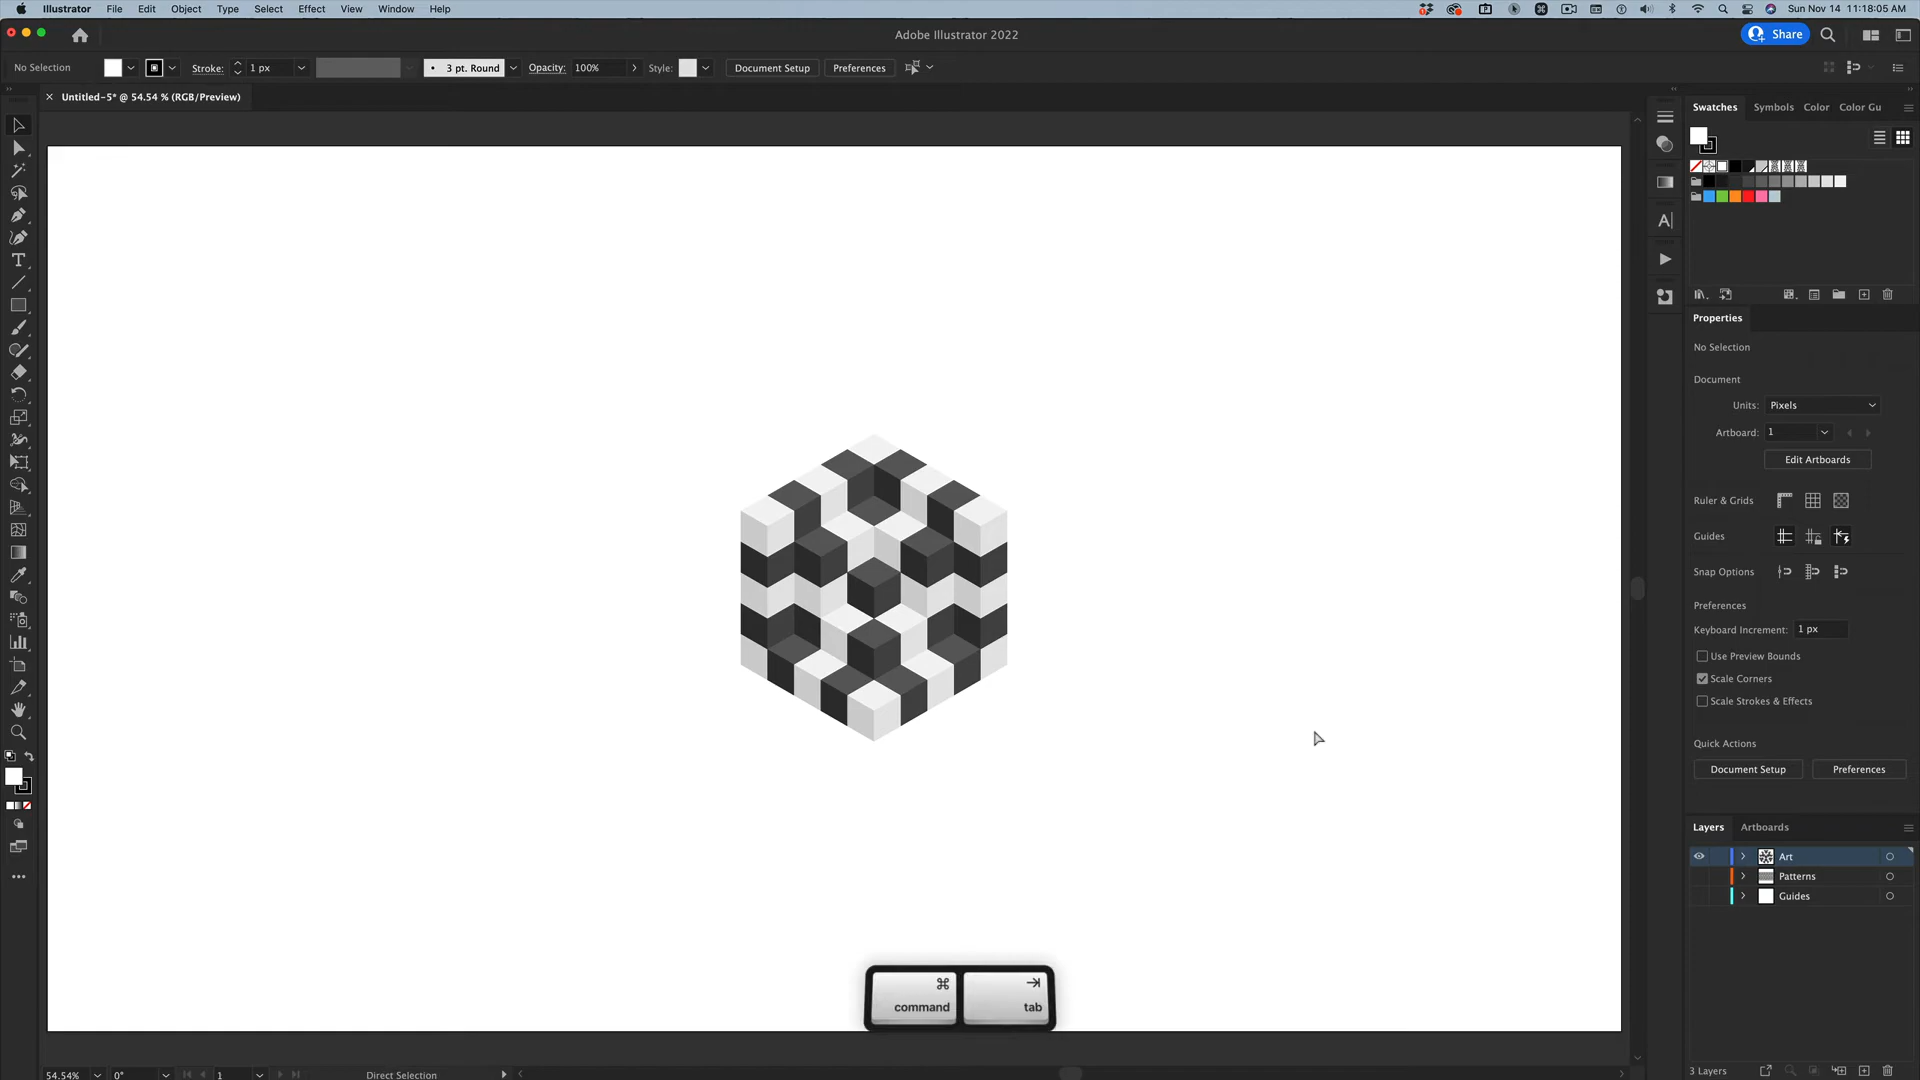 Illustrator File Edit Object Type Select Effect View Window Help
Sun Nov 14 11:18:05 AM
Adobe Illustrator 2022
Share
No Selection
Stroke:
1 px
3 pt. Round
Opacity:
100%
Style:
Document Setup
Preferences
Untitled-5* @ 54.54 % (RGB/Preview)
Swatches
Symbols
Color
Color Gu
Properties
No Selection
Document
Units:
Pixels
Artboard:
1
Edit Artboards
Ruler & Grids
Guides
Snap Options
Preferences
Keyboard Increment:
1 px
Use Preview Bounds
Scale Corners
Scale Strokes & Effects
Quick Actions
Document Setup
Preferences
Layers
Artboards
Art
Patterns
Guides
command
tab
54.54%
0°
1
Direct Selection
3 Layers